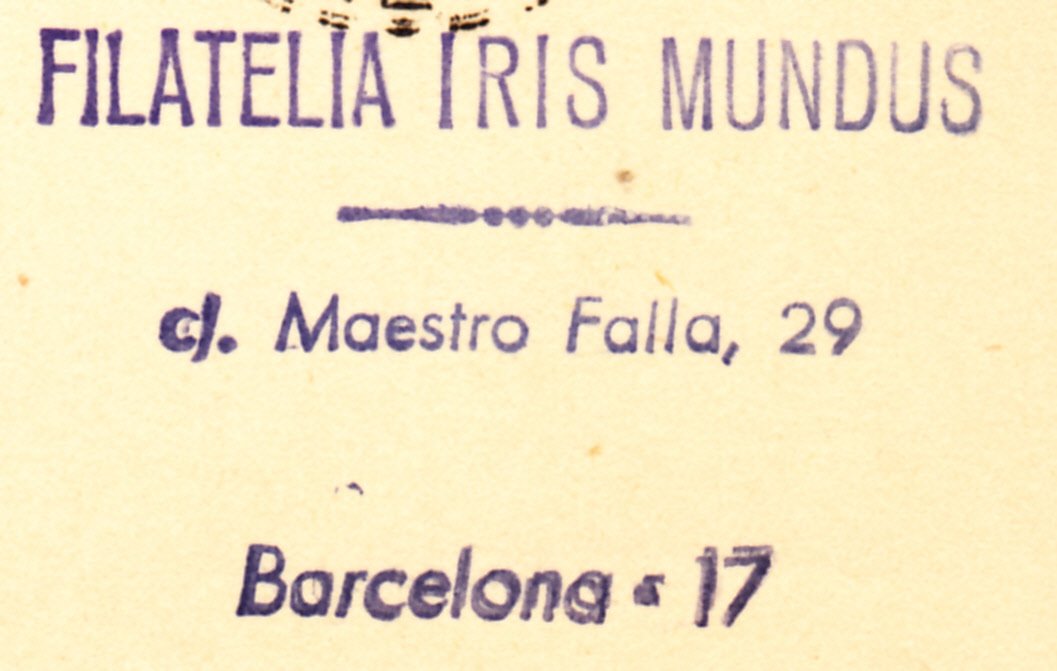 FILATELIA IRIS MUNDUS
c/. Maestro Falla, 29
Barcelona - 17